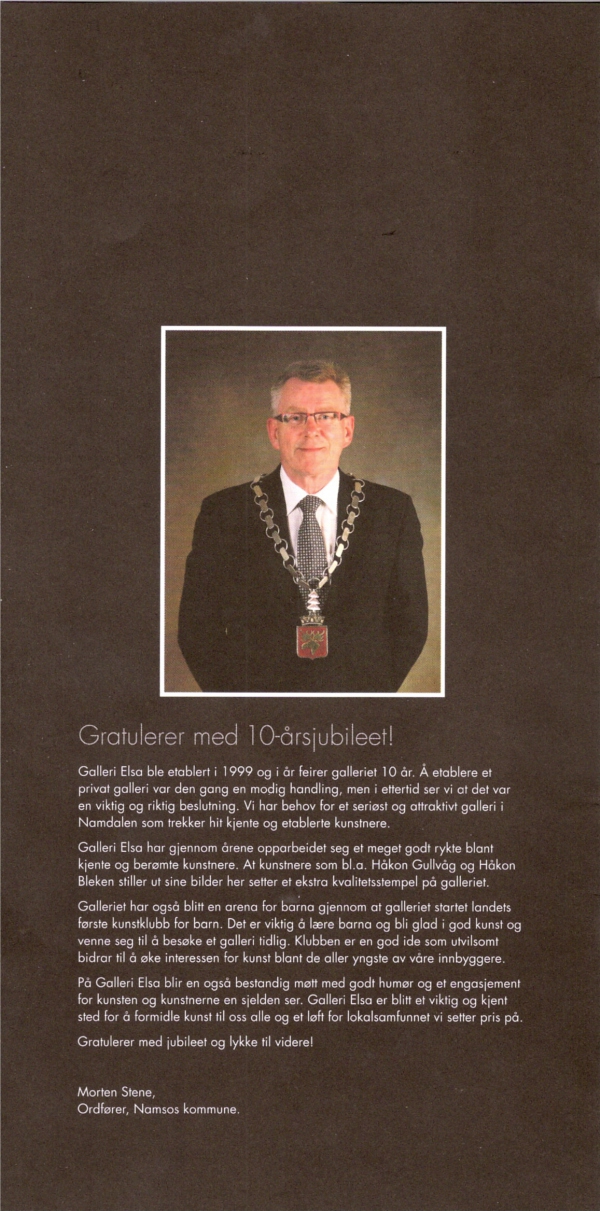 Gratulerer med 10-årsjubileet!
Galleri Elsa ble etablert i 1999 og i år feirer galleriet 10 år. Å etablere et
privat galleri var den gang en modig handling, men i ettertid ser vi at det var
en viktig og riktig beslutning. Vi har behov for et seriøst og attraktivt galleri i
Namdalen som trekker hit kjente og etablerte kunstnere.
Galleri Elsa har gjennom årene opparbeidet seg et meget godt rykte blant
kjente og berømte kunstnere. At kunstnere som bl.a. Håkon Gullvåg og Håkon
Bleken stiller ut sine bilder her setter et ekstra kvalitetsstempel på galleriet.
Galleriet har også blitt en arena for barna gjennom at galleriet startet landets
første kunstklubb for barn. Det er viktig å lære barna og bli glad i god kunst og
venne seg til å besøke et galleri tidlig. Klubben er en god ide som utvilsomt
bidrar til å øke interessen for kunst blant de aller yngste av våre innbyggere.
På Galleri Elsa blir en også bestandig møtt med godt humør og et engasjement
for kunsten og kunstnerne en sjelden ser. Galleri Elsa er blitt et viktig og kjent
sted for å formidle kunst til oss alle og et løft for lokalsamfunnet vi setter pris på.
Gratulerer med jubileet og lykke til videre!
Morten Stene,
Ordfører, Namsos kommune.